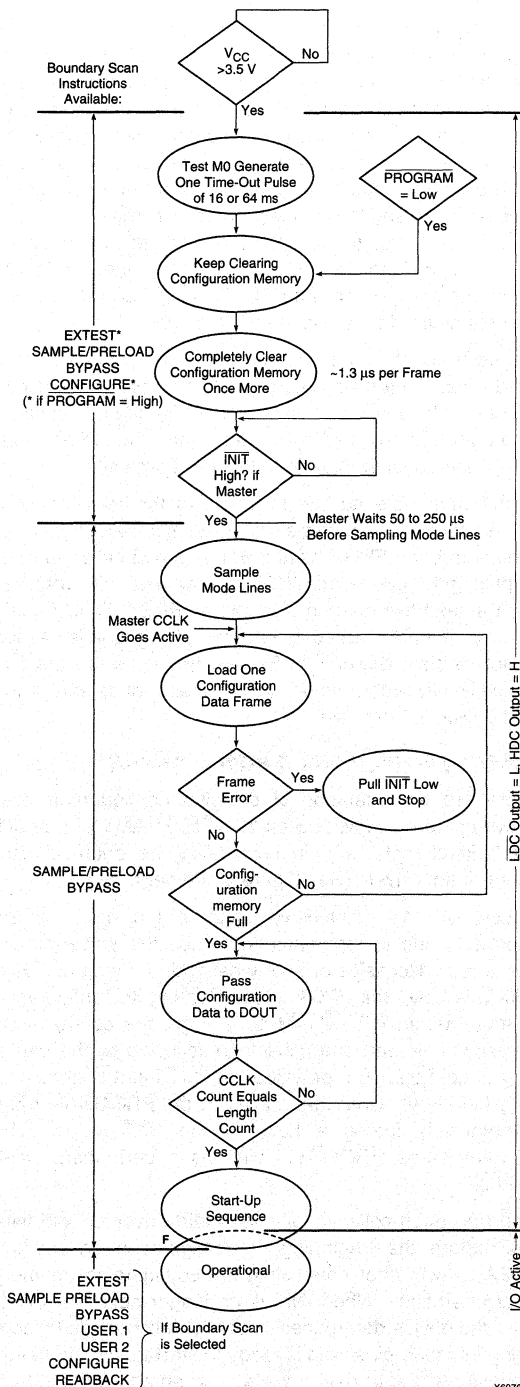 Boundary Scan
Instructions
Available:
VCC
>3.5 V
No
Yes
Test M0 Generate
One Time-Out Pulse
of 16 or 64 ms
PROGRAM
= Low
Yes
Keep Clearing
Configuration Memory
EXTEST*
SAMPLE/PRELOAD
BYPASS
CONFIGURE*
(* if PROGRAM = High)
Completely Clear
Configuration Memory
Once More
~1.3 µs per Frame
INIT
High? if
Master
No
Yes
Master Waits 50 to 250 µs
Before Sampling Mode Lines
Sample
Mode Lines
Master CCLK
Goes Active
Load One
Configuration
Data Frame
Frame
Error
Yes
Pull INIT Low
and Stop
No
SAMPLE/PRELOAD
BYPASS
Config-
uration
memory
Full
No
Yes
Pass
Configuration
Data to DOUT
CCLK
Count Equals
Length
Count
No
Yes
Start-Up
Sequence
F
Operational
LDC Output = L, HDC Output = H
I/O Active
EXTEST
SAMPLE PRELOAD
BYPASS
USER 1
USER 2
CONFIGURE
READBACK
If Boundary Scan
is Selected